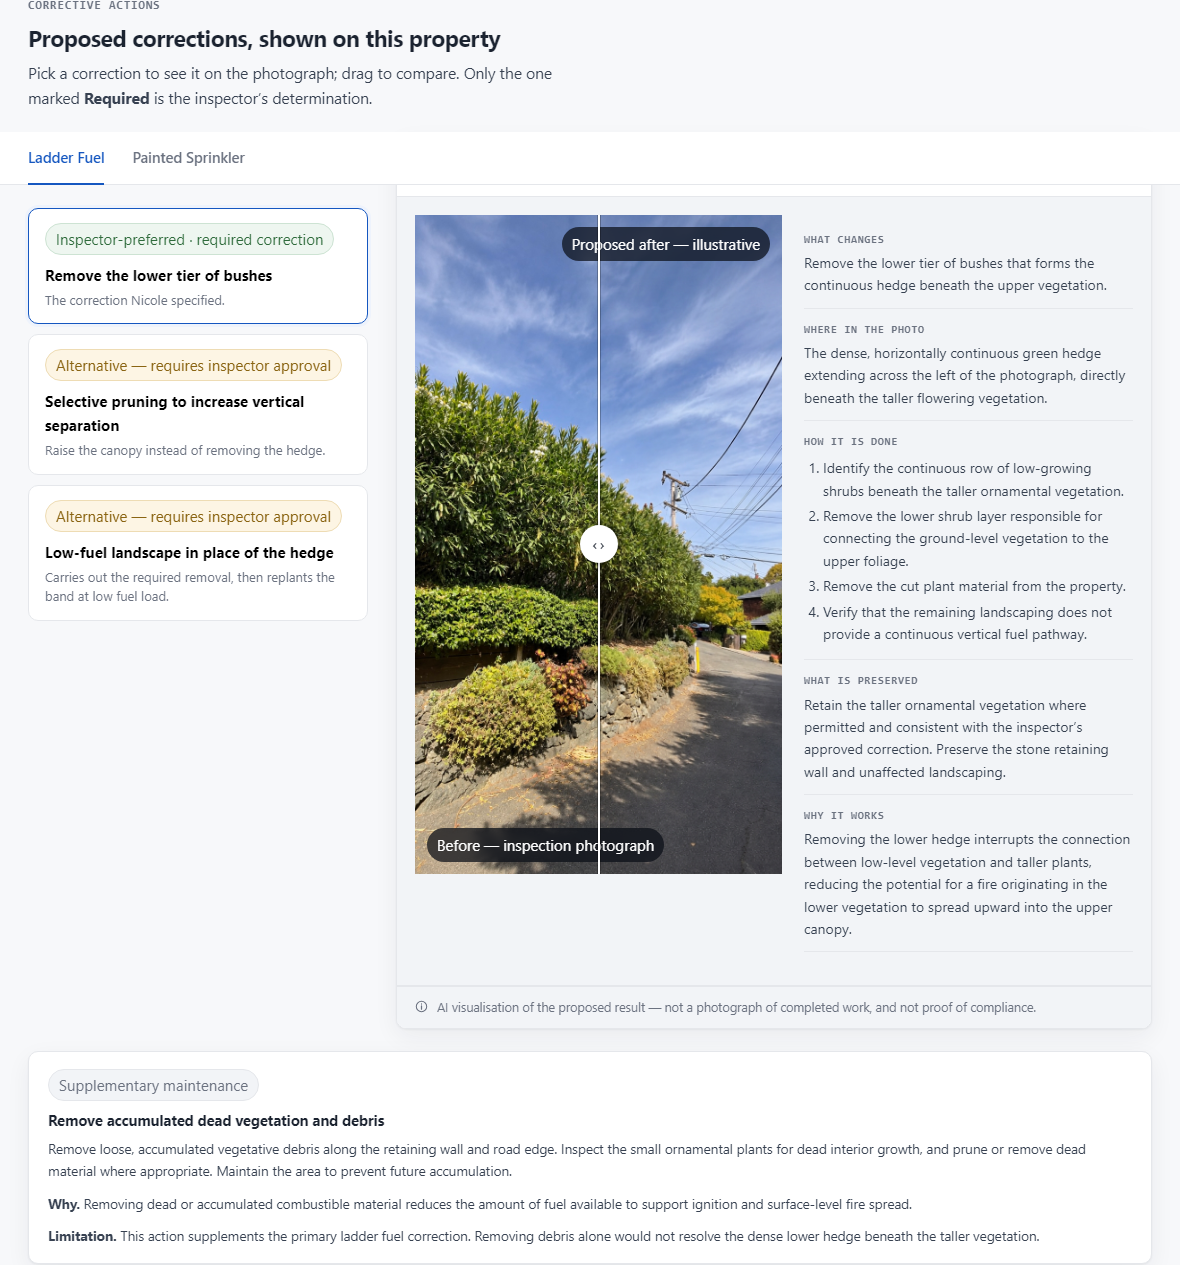 CORRECTIVE ACTIONS
Proposed corrections, shown on this property
Pick a correction to see it on the photograph; drag to compare. Only the one
marked Required is the inspector's determination.
Ladder Fuel
Painted Sprinkler
Inspector-preferred · required correction
Remove the lower tier of bushes
The correction Nicole specified.
Alternative — requires inspector approval
Selective pruning to increase vertical
separation
Raise the canopy instead of removing the hedge.
Alternative — requires inspector approval
Low-fuel landscape in place of the hedge
Carries out the required removal, then replants the
band at low fuel load.
Proposed after — illustrative
Before — inspection photograph
WHAT CHANGES
Remove the lower tier of bushes that forms the
continuous hedge beneath the upper vegetation.
WHERE IN THE PHOTO
The dense, horizontally continuous green hedge
extending across the left of the photograph, directly
beneath the taller flowering vegetation.
HOW IT IS DONE
1. Identify the continuous row of low-growing
shrubs beneath the taller ornamental vegetation.
2. Remove the lower shrub layer responsible for
connecting the ground-level vegetation to the
upper foliage.
3. Remove the cut plant material from the property.
4. Verify that the remaining landscaping does not
provide a continuous vertical fuel pathway.
WHAT IS PRESERVED
Retain the taller ornamental vegetation where
permitted and consistent with the inspector's
approved correction. Preserve the stone retaining
wall and unaffected landscaping.
WHY IT WORKS
Removing the lower hedge interrupts the connection
between low-level vegetation and taller plants,
reducing the potential for a fire originating in the
lower vegetation to spread upward into the upper
canopy.
AI visualisation of the proposed result — not a photograph of completed work, and not proof of compliance.
Supplementary maintenance
Remove accumulated dead vegetation and debris
Remove loose, accumulated vegetative debris along the retaining wall and road edge. Inspect the small ornamental plants for dead interior growth, and prune or remove dead
material where appropriate. Maintain the area to prevent future accumulation.
Why. Removing dead or accumulated combustible material reduces the amount of fuel available to support ignition and surface-level fire spread.
Limitation. This action supplements the primary ladder fuel correction. Removing debris alone would not resolve the dense lower hedge beneath the taller vegetation.